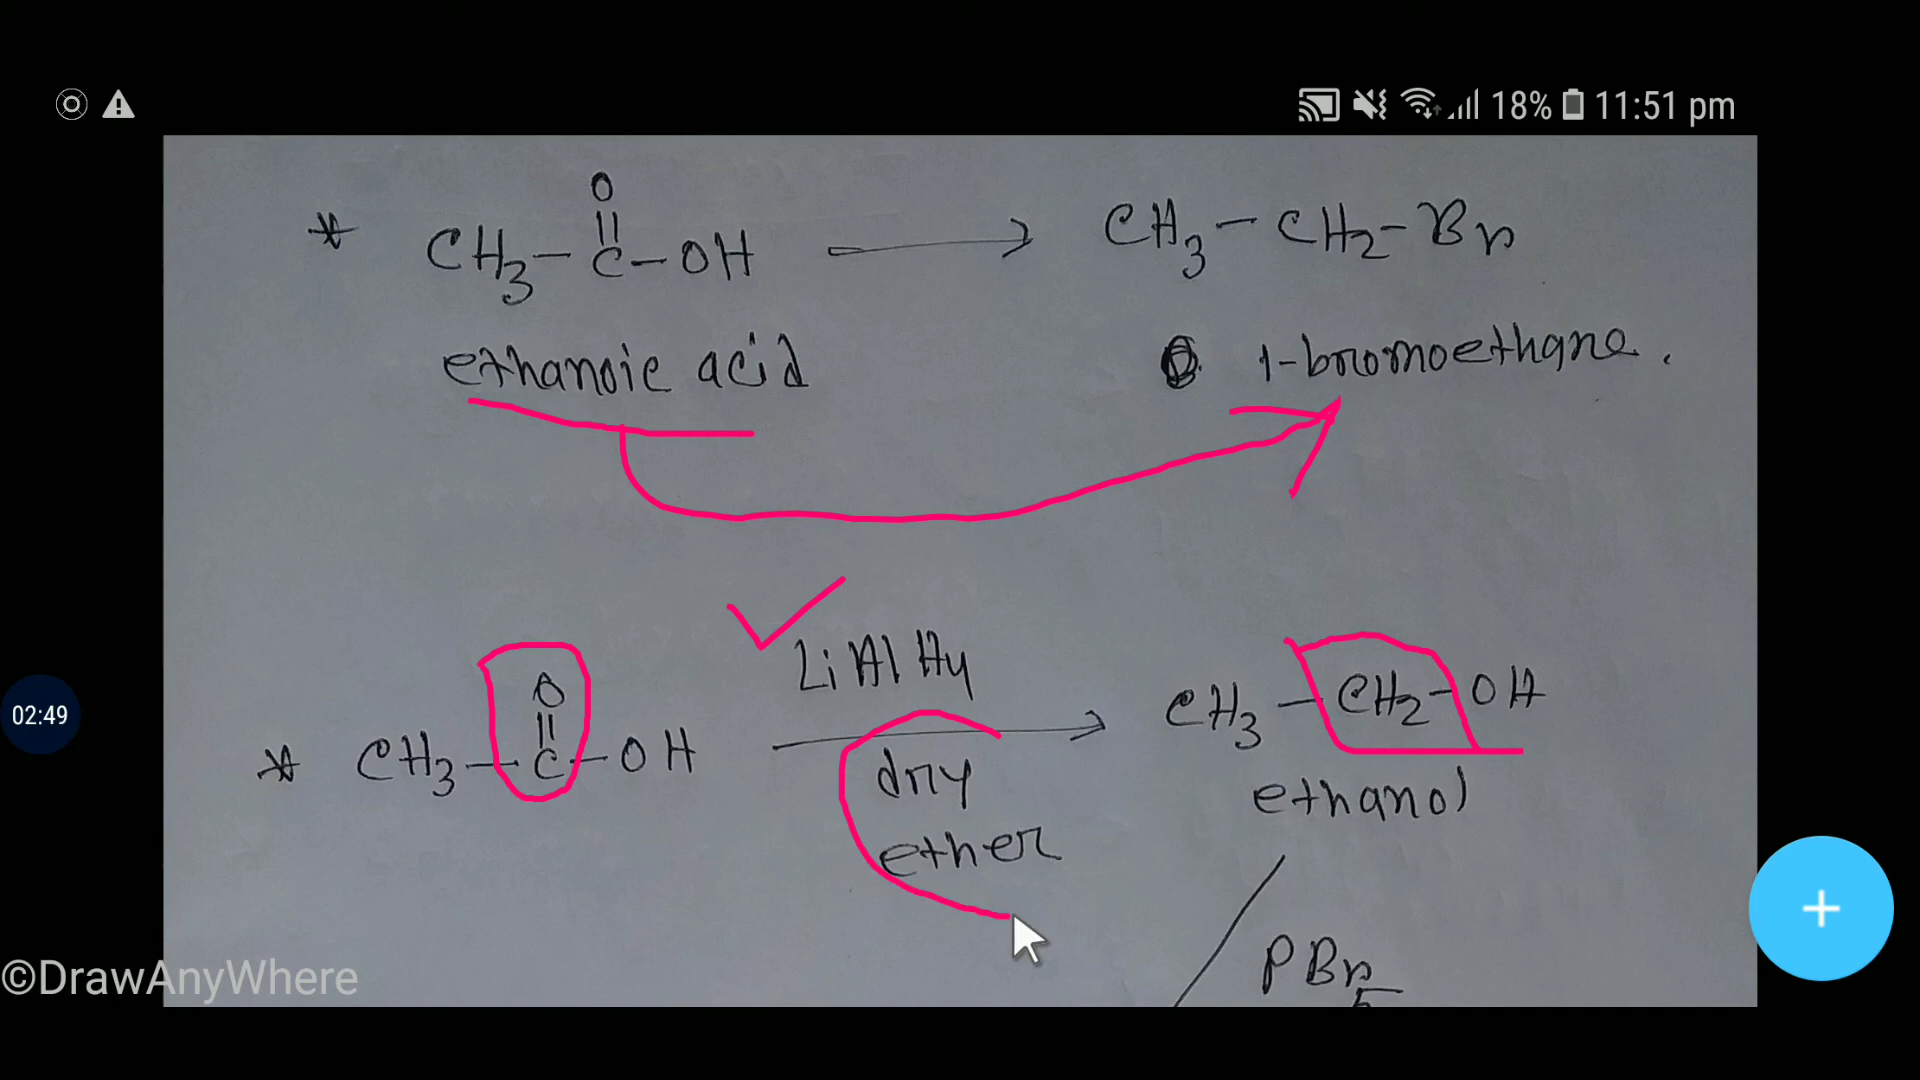 18% 11:51 pm
O
||
* CH3-C-OH → CH3-CH2-Br
ethanoic acid 1-bromoethane.
LiAlH4
O
||
* CH3-C-OH → CH3-CH2-OH
dry
ether
ethanol
PBr5
02:49
+
©DrawAnyWhere